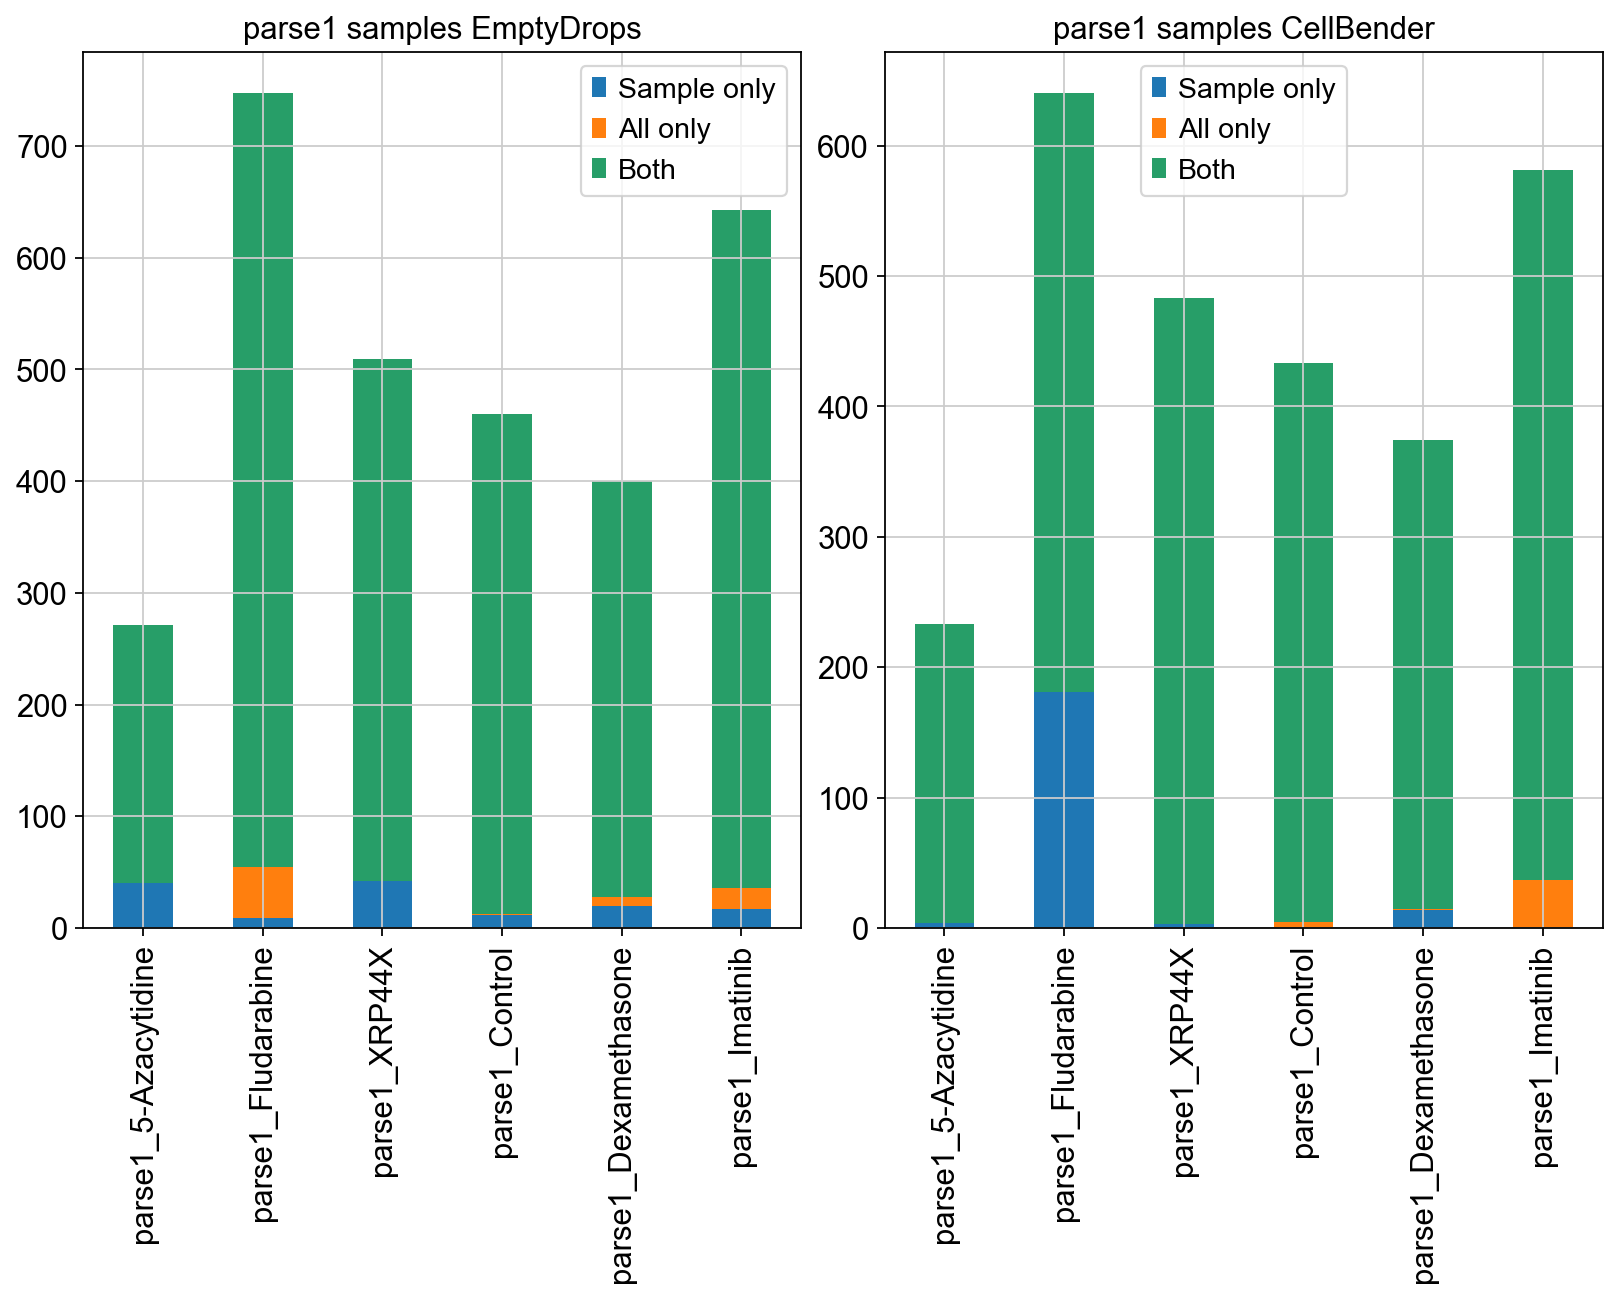 parse1 samples EmptyDrops
Sample only
All only
Both
700
600
500
400
300
200
100
0
parse1_5-Azacytidine
parse1_Fludarabine
parse1_XRP44X
parse1_Control
parse1_Dexamethasone
parse1_Imatinib
parse1 samples CellBender
Sample only
All only
Both
600
500
400
300
200
100
0
parse1_5-Azacytidine
parse1_Fludarabine
parse1_XRP44X
parse1_Control
parse1_Dexamethasone
parse1_Imatinib